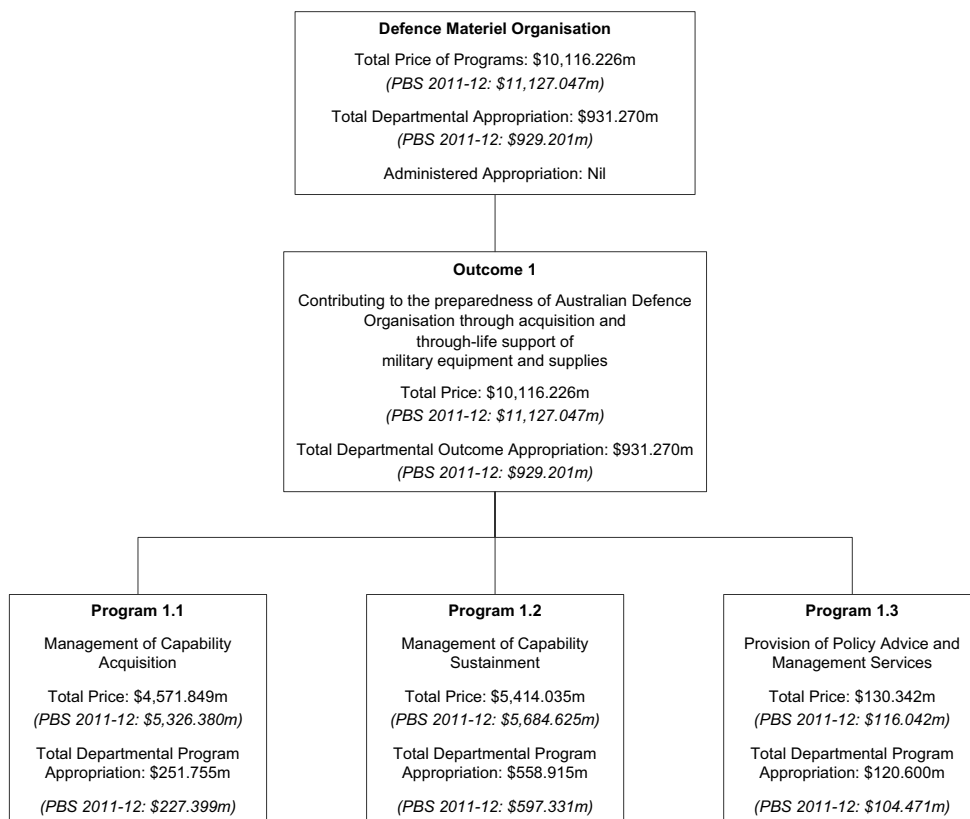 Defence Materiel Organisation
Total Price of Programs: $10,116.226m
(PBS 2011-12: $11,127.047m)
Total Departmental Appropriation: $931.270m
(PBS 2011-12: $929.201m)
Administered Appropriation: Nil
Outcome 1
Contributing to the preparedness of Australian Defence
Organisation through acquisition and
through-life support of
military equipment and supplies
Total Price: $10,116.226m
(PBS 2011-12: $11,127.047m)
Total Departmental Outcome Appropriation: $931.270m
(PBS 2011-12: $929.201m)
Program 1.1
Management of Capability
Acquisition
Total Price: $4,571.849m
(PBS 2011-12: $5,326.380m)
Total Departmental Program
Appropriation: $251.755m
(PBS 2011-12: $227.399m)
Program 1.2
Management of Capability
Sustainment
Total Price: $5,414.035m
(PBS 2011-12: $5,684.625m)
Total Departmental Program
Appropriation: $558.915m
(PBS 2011-12: $597.331m)
Program 1.3
Provision of Policy Advice and
Management Services
Total Price: $130.342m
(PBS 2011-12: $116.042m)
Total Departmental Program
Appropriation: $120.600m
(PBS 2011-12: $104.471m)